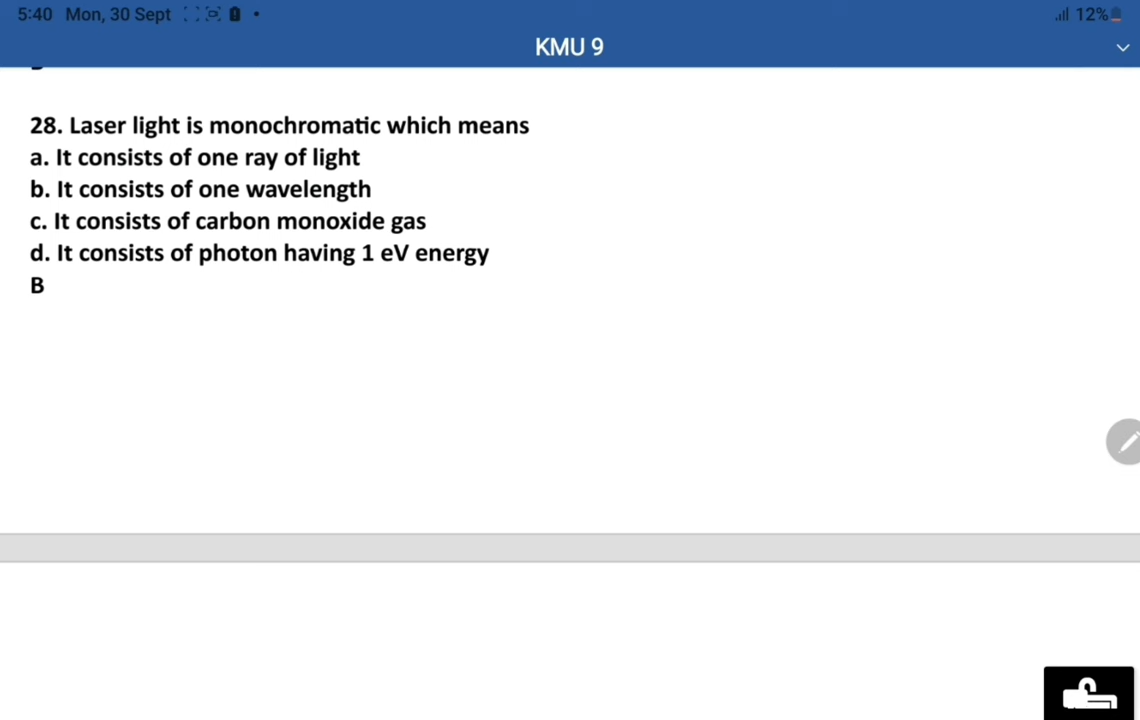 5:40 Mon, 30 Sept
12%
KMU 9
28. Laser light is monochromatic which means
a. It consists of one ray of light
b. It consists of one wavelength
c. It consists of carbon monoxide gas
d. It consists of photon having 1 eV energy
B